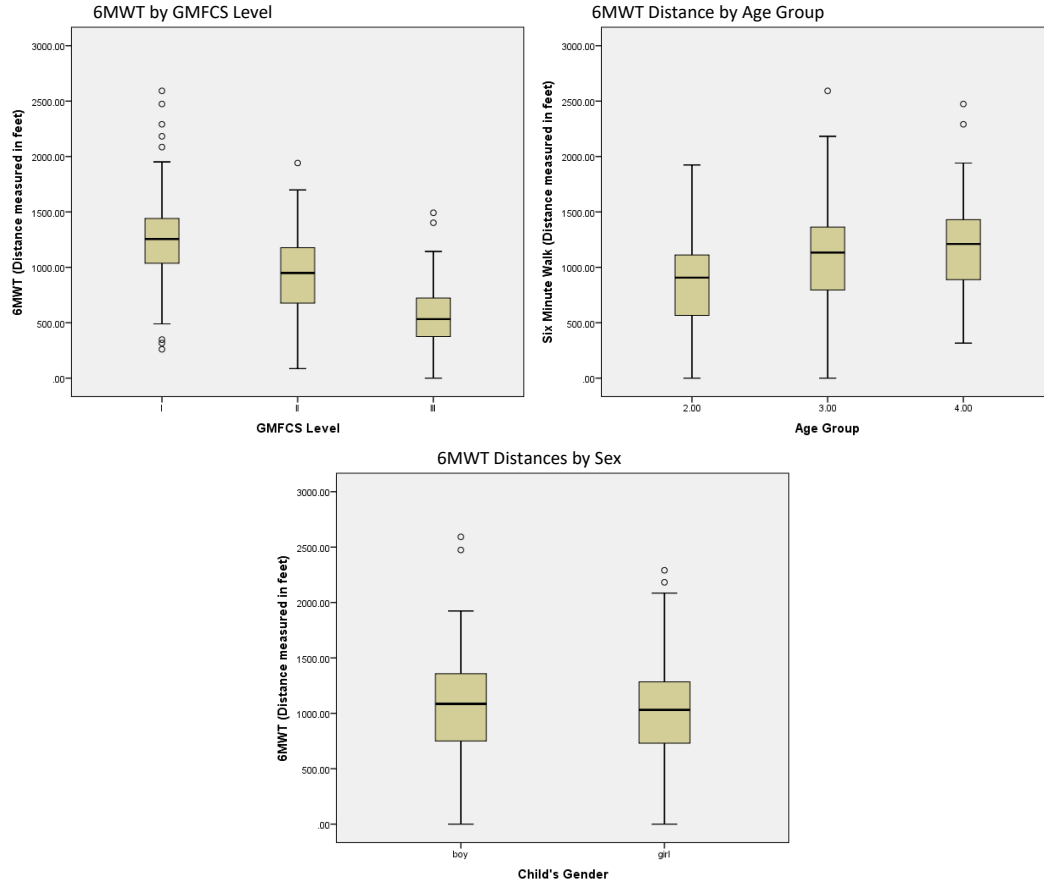 6MWT by GMFCS Level
3000.00
2500.00
2000.00
1500.00
1000.00
500.00
.00
6MWT (Distance measured in feet)
I
II
III
GMFCS Level
6MWT Distance by Age Group
3000.00
2500.00
2000.00
1500.00
1000.00
500.00
.00
Six Minute Walk (Distance measured in feet)
2.00
3.00
4.00
Age Group
6MWT Distances by Sex
3000.00
2500.00
2000.00
1500.00
1000.00
500.00
.00
6MWT (Distance measured in feet)
boy
girl
Child's Gender